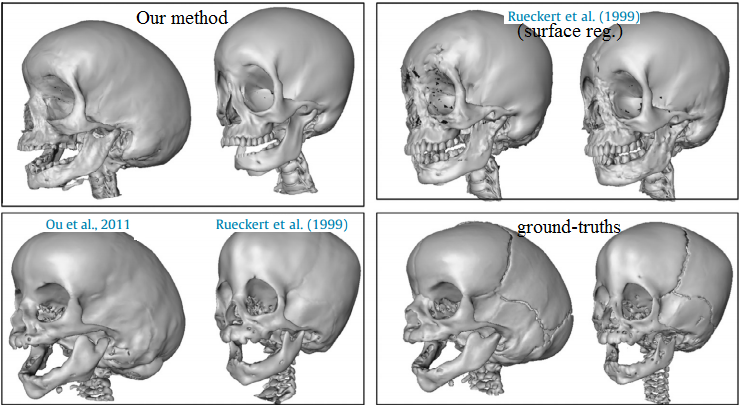 Our method
Rueckert et al. (1999)
(surface reg.)
Ou et al., 2011
Rueckert et al. (1999)
ground-truths